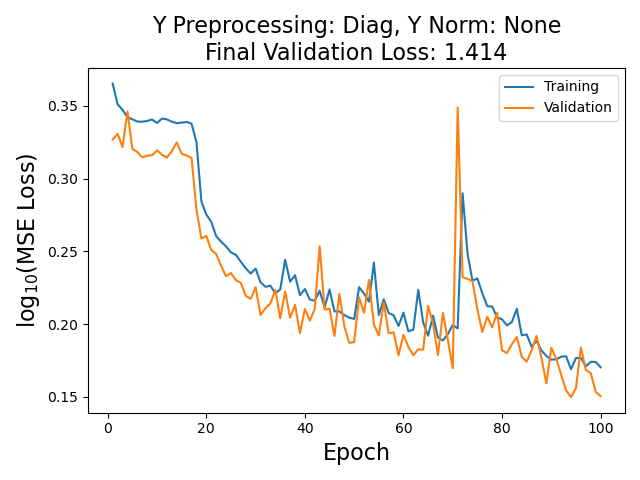 Y Preprocessing: Diag, Y Norm: None
Final Validation Loss: 1.414
Training
Validation
log₁₀(MSE Loss)
0.35
0.30
0.25
0.20
0.15
0
20
40
60
80
100
Epoch